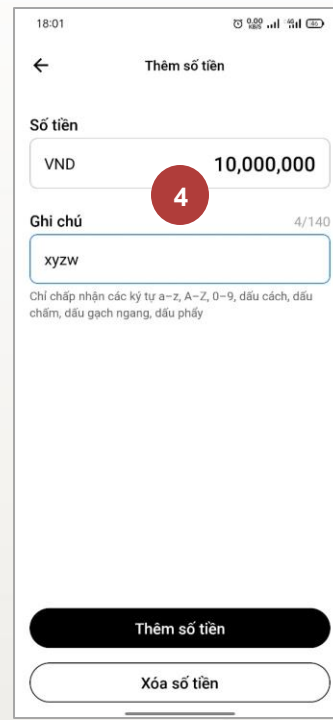 18:01 0.00 KB/S 4G 46
Thêm số tiền
Số tiền
VND 10,000,000
4
Ghi chú 4/140
xyzw
Chỉ chấp nhận các ký tự a–z, A–Z, 0–9, dấu cách, dấu
chấm, dấu gạch ngang, dấu phẩy
Thêm số tiền
Xóa số tiền